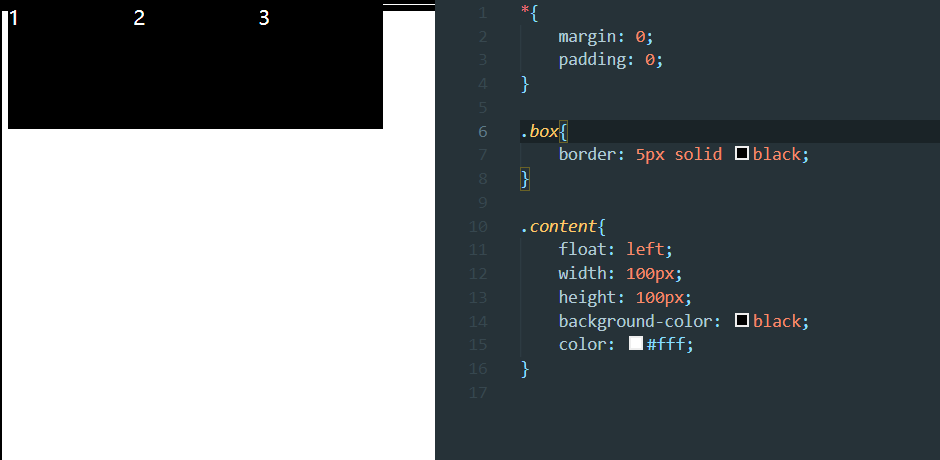 1 2 3
1 *{
2 margin: 0;
3 padding: 0;
4 }
5
6 .box{
7 border: 5px solid black;
8 }
9
10 .content{
11 float: left;
12 width: 100px;
13 height: 100px;
14 background-color: black;
15 color: #fff;
16 }
17